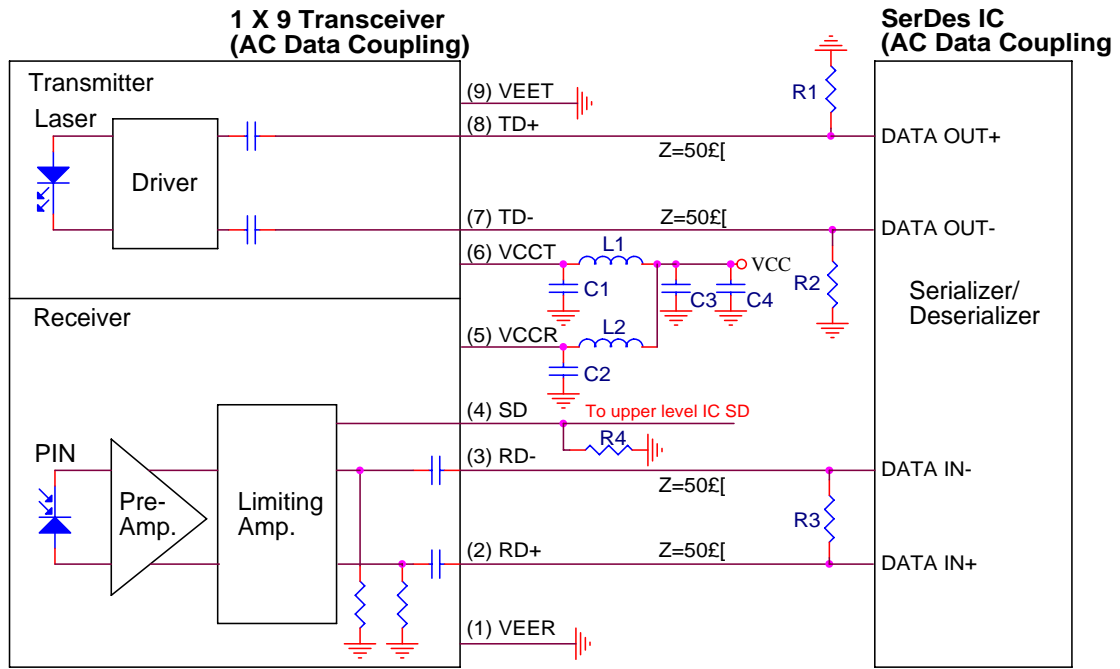 1 X 9 Transceiver
(AC Data Coupling)
SerDes IC
(AC Data Coupling
Transmitter
Laser
Driver
(9) VEET
(8) TD+
Z=50£[
R1
DATA OUT+
(7) TD-
Z=50£[
DATA OUT-
(6) VCCT
L1
VCC
C1
C3
C4
R2
Serializer/
Deserializer
Receiver
(5) VCCR
L2
C2
(4) SD
To upper level IC SD
R4
PIN
Pre-
Amp.
Limiting
Amp.
(3) RD-
Z=50£[
DATA IN-
R3
(2) RD+
Z=50£[
DATA IN+
(1) VEER